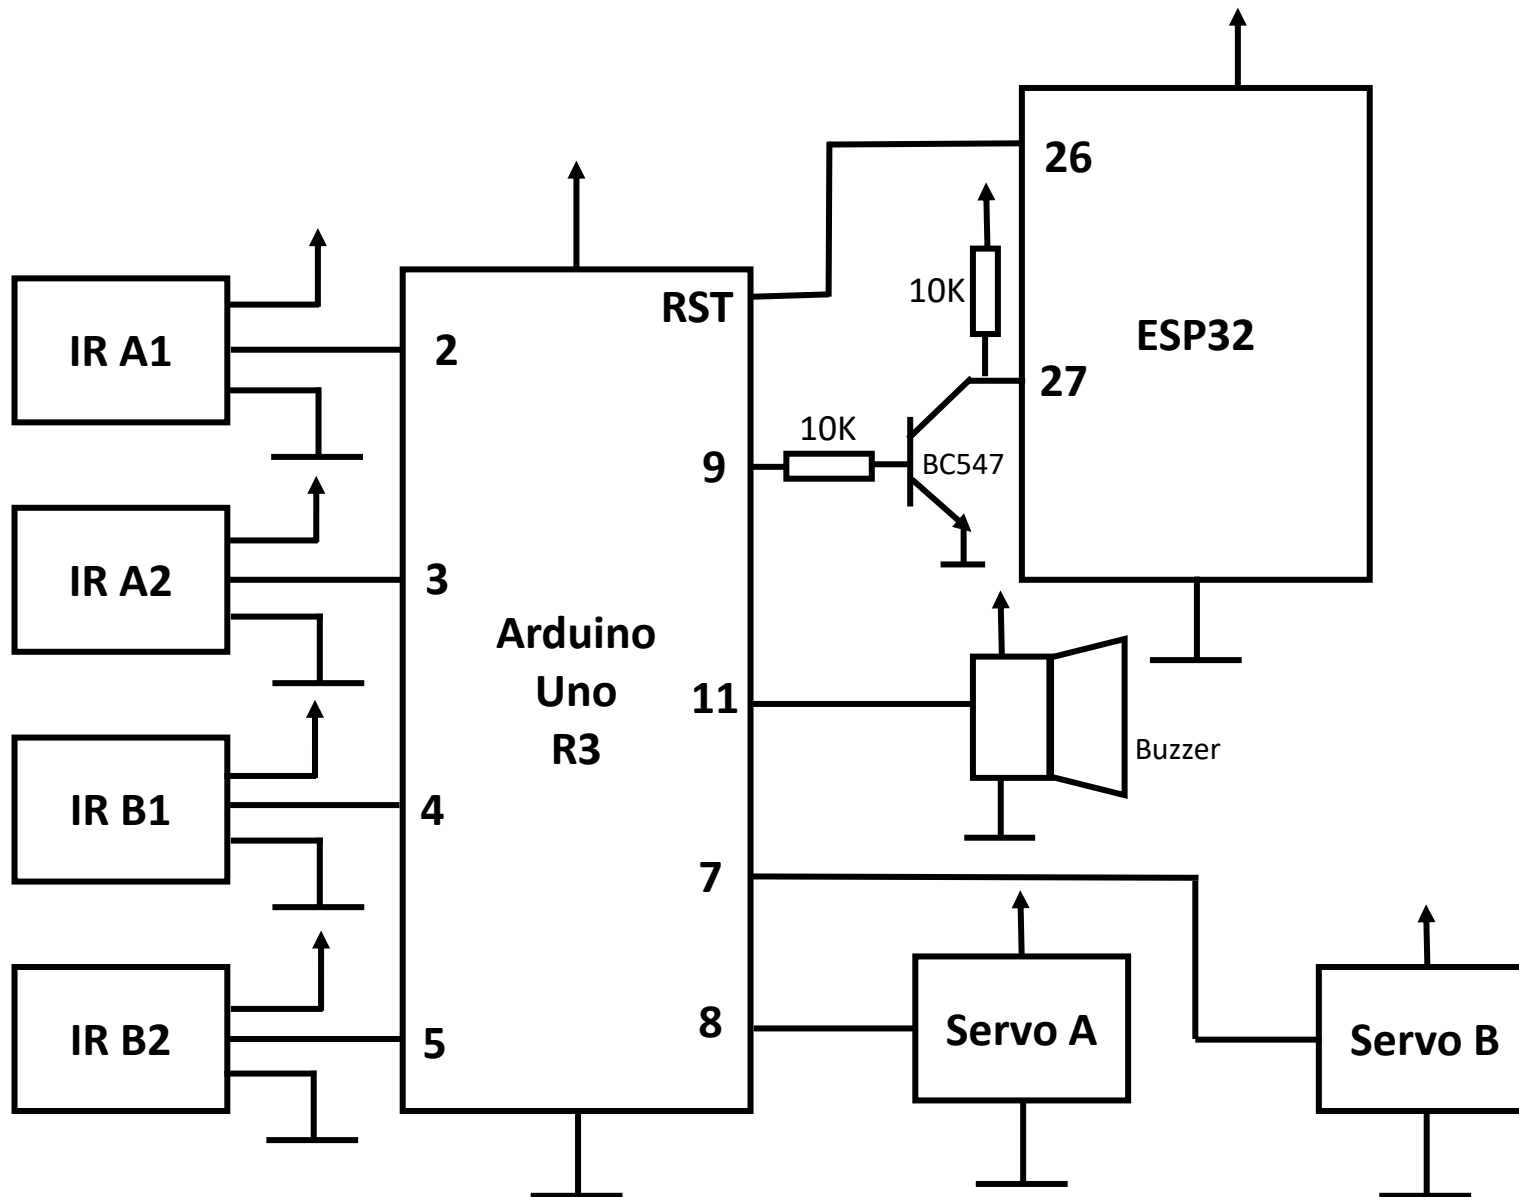 26
IR A1
2
RST
10K
ESP32
27
10K
9
BC547
IR A2
3
Arduino
Uno
R3
11
Buzzer
IR B1
4
7
IR B2
5
8
Servo A
Servo B